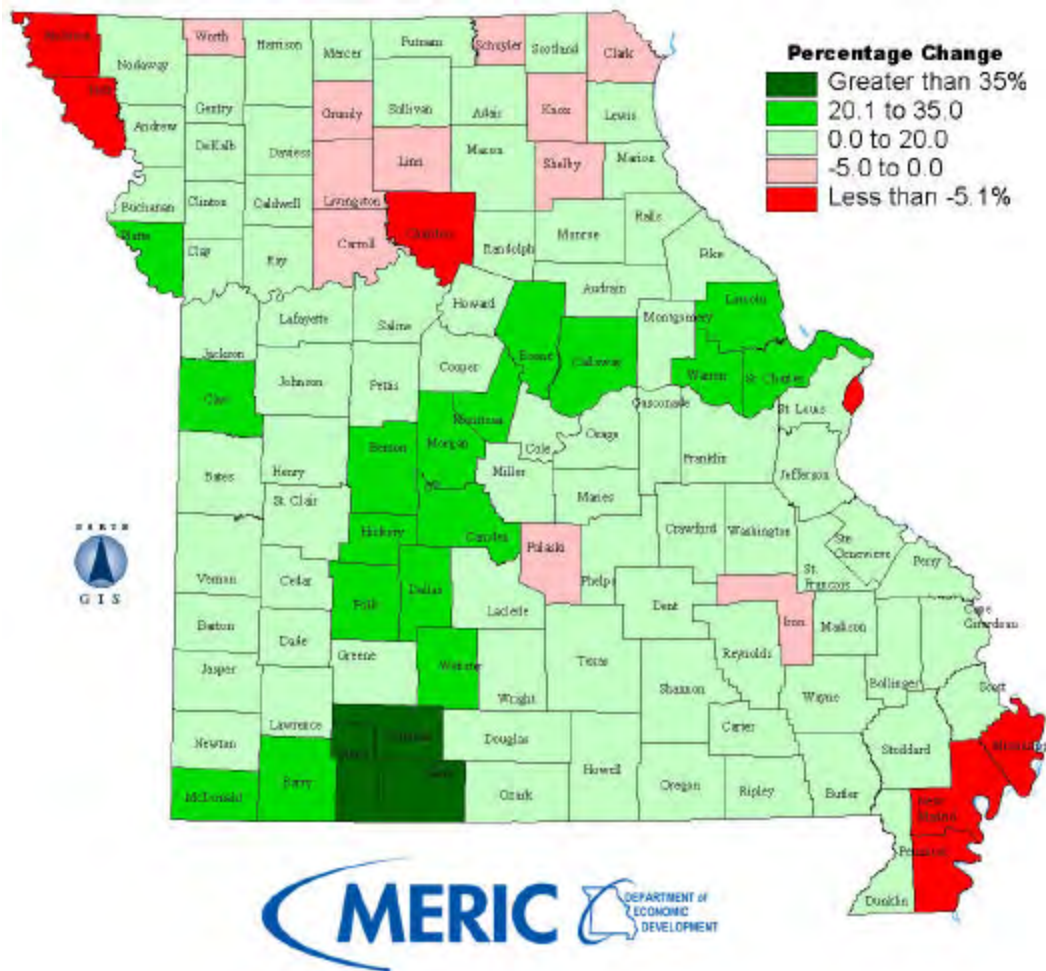 Percentage Change
Greater than 35%
20.1 to 35.0
0.0 to 20.0
-5.0 to 0.0
Less than -5.1%
Worth
Harrison
Mercer
Putnam
Schuyler
Scotland
Clark
Nodaway
Gentry
Grundy
Sullivan
Adair
Knox
Lewis
Andrew
DeKalb
Daviess
Linn
Macon
Shelby
Marion
Buchanan
Clinton
Caldwell
Livingston
Chariton
Randolph
Monroe
Ralls
Platte
Clay
Ray
Carroll
Pike
Howard
Audrain
Lincoln
Lafayette
Saline
Boone
Callaway
Montgomery
Jackson
Johnson
Pettis
Cooper
Warren
St. Charles
Cass
Moniteau
Gasconade
St. Louis
Benton
Morgan
Cole
Osage
Franklin
Bates
Henry
Miller
Jefferson
St. Clair
Maries
Hickory
Camden
Pulaski
Crawford
Washington
Ste.
Genevieve
Vernon
Cedar
Phelps
St.
Francois
Perry
Polk
Dallas
Laclede
Dent
Iron
Madison
Cape
Girardeau
Barton
Dade
Greene
Webster
Wright
Texas
Reynolds
Jasper
Shannon
Wayne
Bollinger
Scott
Lawrence
Newton
Douglas
Carter
Stoddard
McDonald
Barry
Ozark
Howell
Oregon
Ripley
Butler
Dunklin
GIS
MERIC
DEPARTMENT of
ECONOMIC
DEVELOPMENT